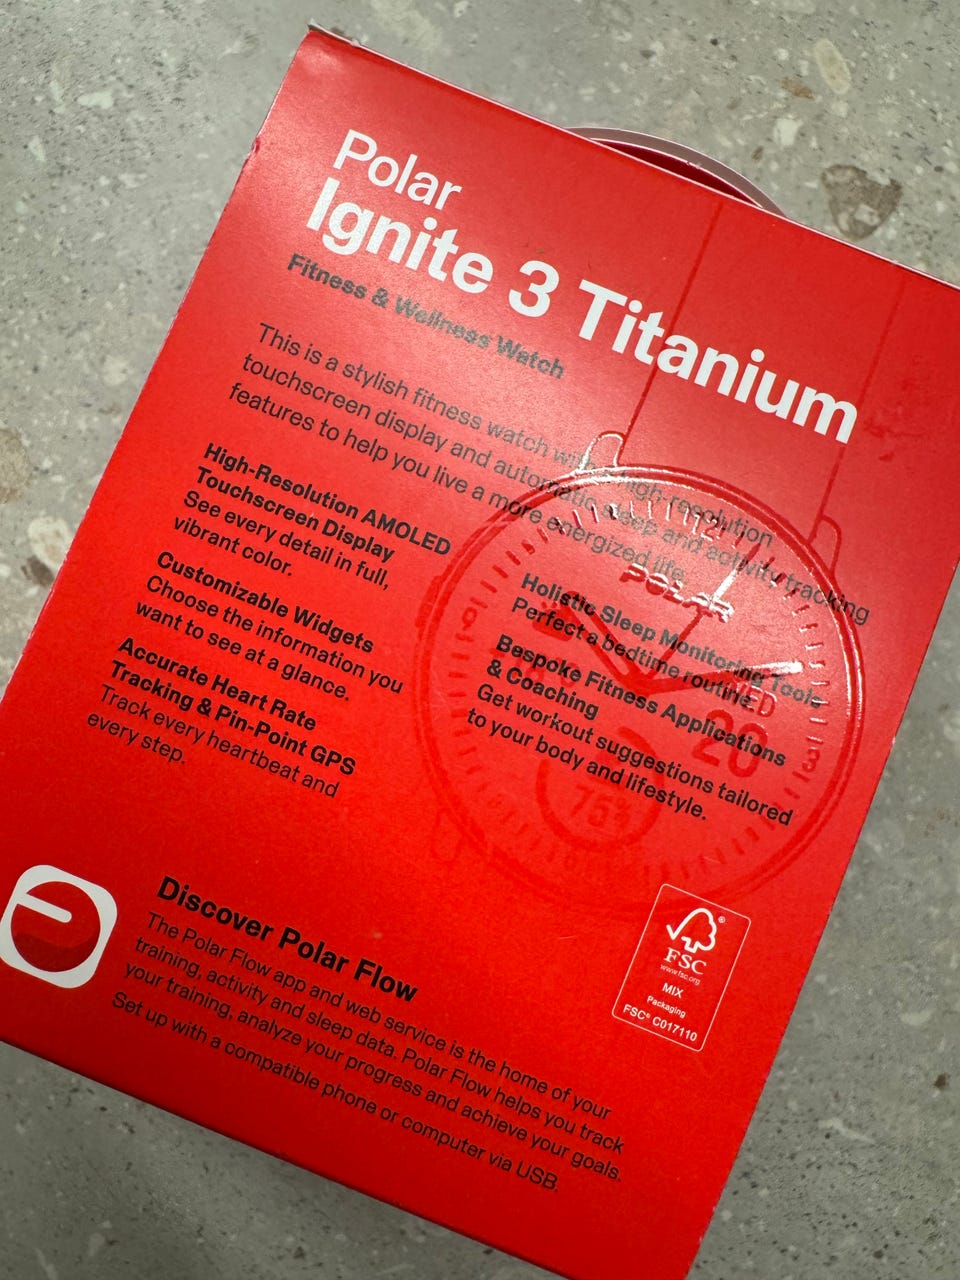 Polar
Ignite 3 Titanium
Fitness & Wellness Watch
This is a stylish fitness watch with a high-resolution
touchscreen display and automatic sleep and activity tracking
features to help you live a more energized life.
High-Resolution AMOLED
Touchscreen Display
See every detail in full,
vibrant color.
Customizable Widgets
Choose the information you
want to see at a glance.
Accurate Heart Rate
Tracking & Pin-Point GPS
Track every heartbeat and
every step.
Holistic Sleep Monitoring Tools
Perfect a bedtime routine.
Bespoke Fitness Applications
& Coaching
Get workout suggestions tailored
to your body and lifestyle.
POLAR
WED
20
75%
Discover Polar Flow
The Polar Flow app and web service is the home of your
training, activity and sleep data. Polar Flow helps you track
your training, analyze your progress and achieve your goals.
Set up with a compatible phone or computer via USB.
FSC
www.fsc.org
MIX
Packaging
FSC® C017110